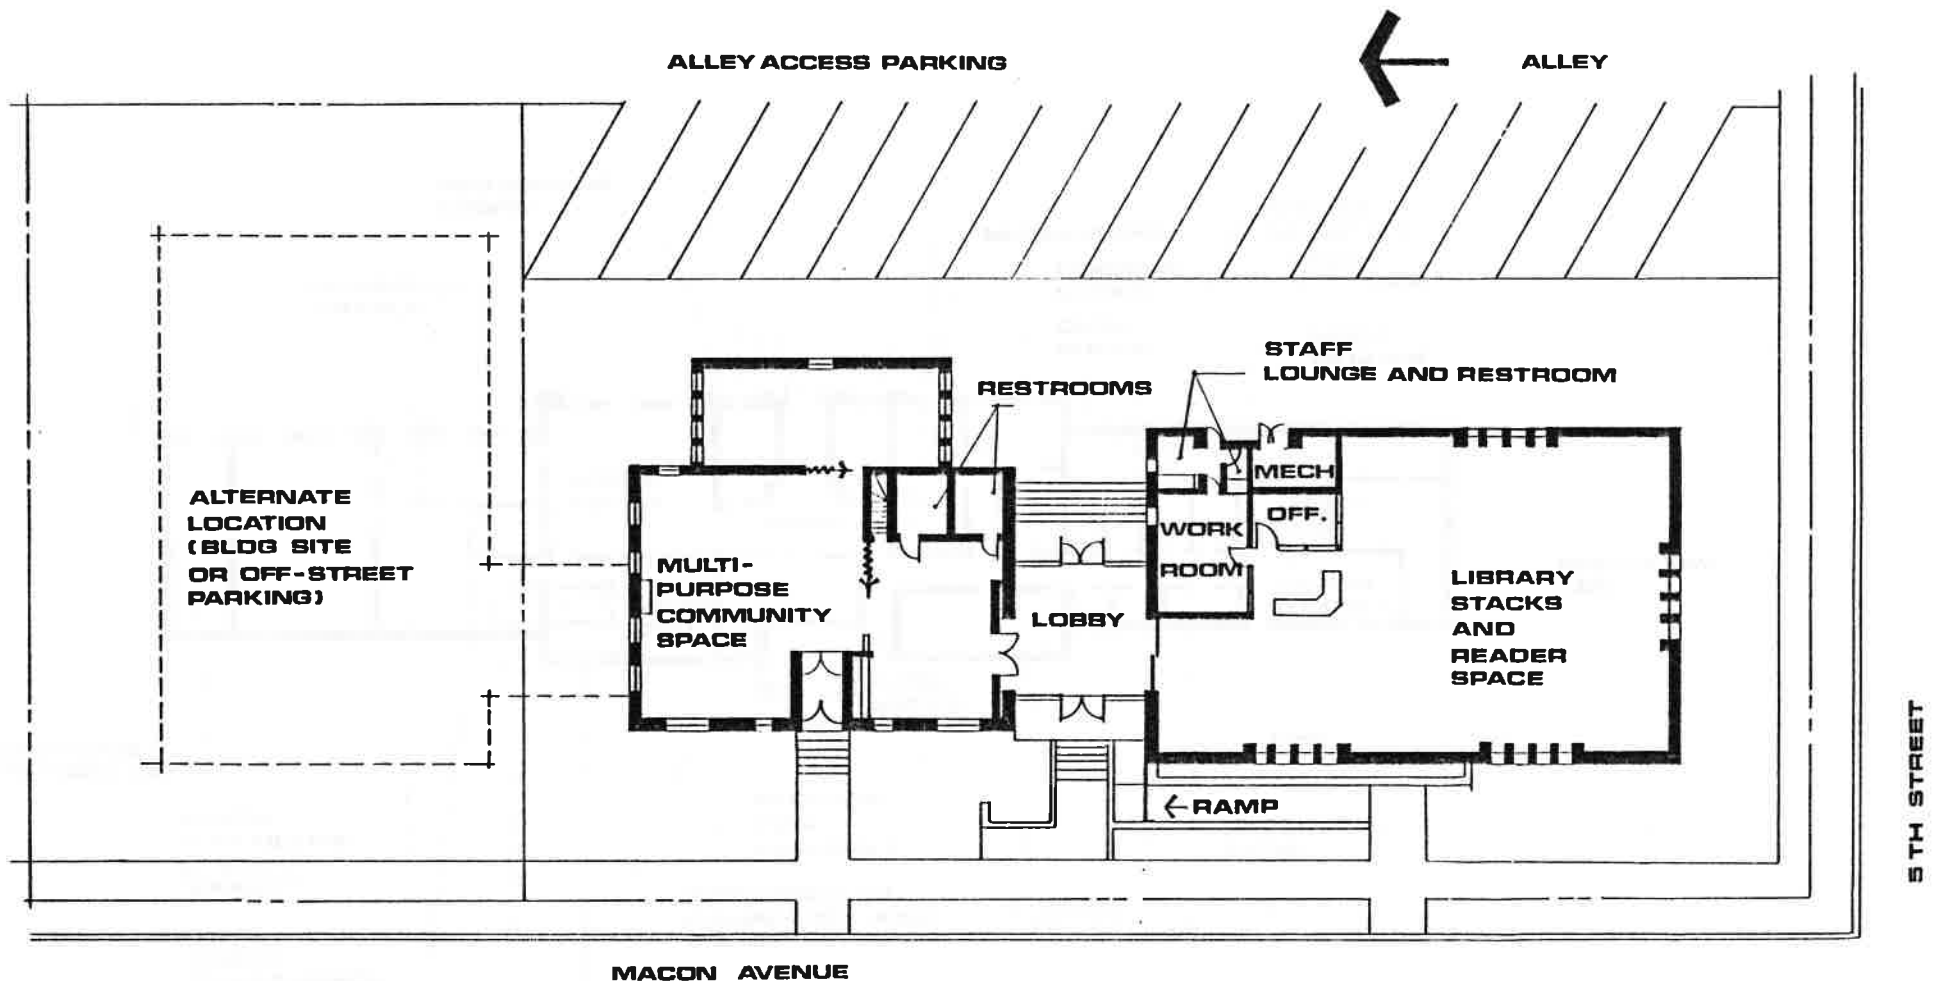 ALLEY ACCESS PARKING
ALLEY
STAFF
LOUNGE AND RESTROOM
RESTROOMS
MECH
OFF.
WORK
ROOM
ALTERNATE
LOCATION
(BLDG SITE
OR OFF-STREET
PARKING)
MULTI-
PURPOSE
COMMUNITY
SPACE
LOBBY
LIBRARY
STACKS
AND
READER
SPACE
RAMP
5TH STREET
MACON AVENUE